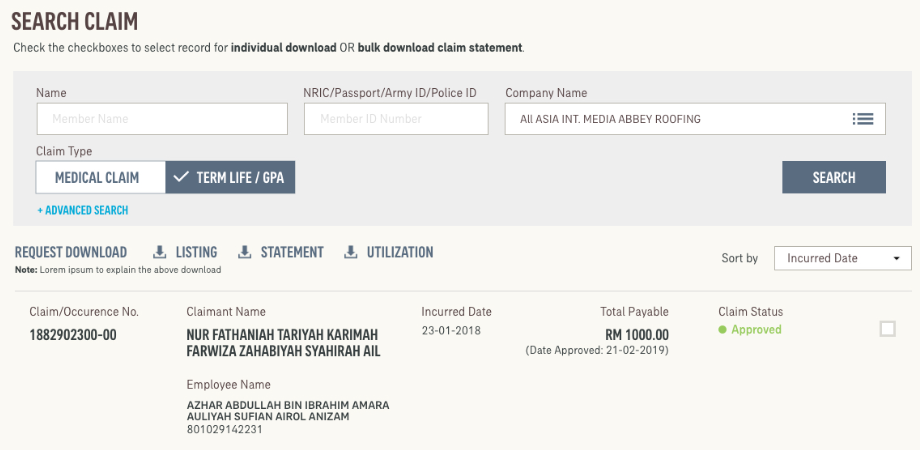 SEARCH CLAIM
Check the checkboxes to select record for individual download OR bulk download claim statement.
Name
NRIC/Passport/Army ID/Police ID
Company Name
Member Name
Member ID Number
All ASIA INT. MEDIA ABBEY ROOFING
Claim Type
MEDICAL CLAIM
TERM LIFE / GPA
SEARCH
+ ADVANCED SEARCH
REQUEST DOWNLOAD
LISTING
STATEMENT
UTILIZATION
Note: Lorem ipsum to explain the above download
Sort by
Incurred Date
Claim/Occurence No.
1882902300-00
Claimant Name
NUR FATHANIAH TARIYAH KARIMAH
FARWIZA ZAHABIYAH SYAHIRAH AIL
Incurred Date
23-01-2018
Total Payable
RM 1000.00
(Date Approved: 21-02-2019)
Claim Status
Approved
Employee Name
AZHAR ABDULLAH BIN IBRAHIM AMARA
AULIYAH SUFIAN AIROL ANIZAM
801029142231